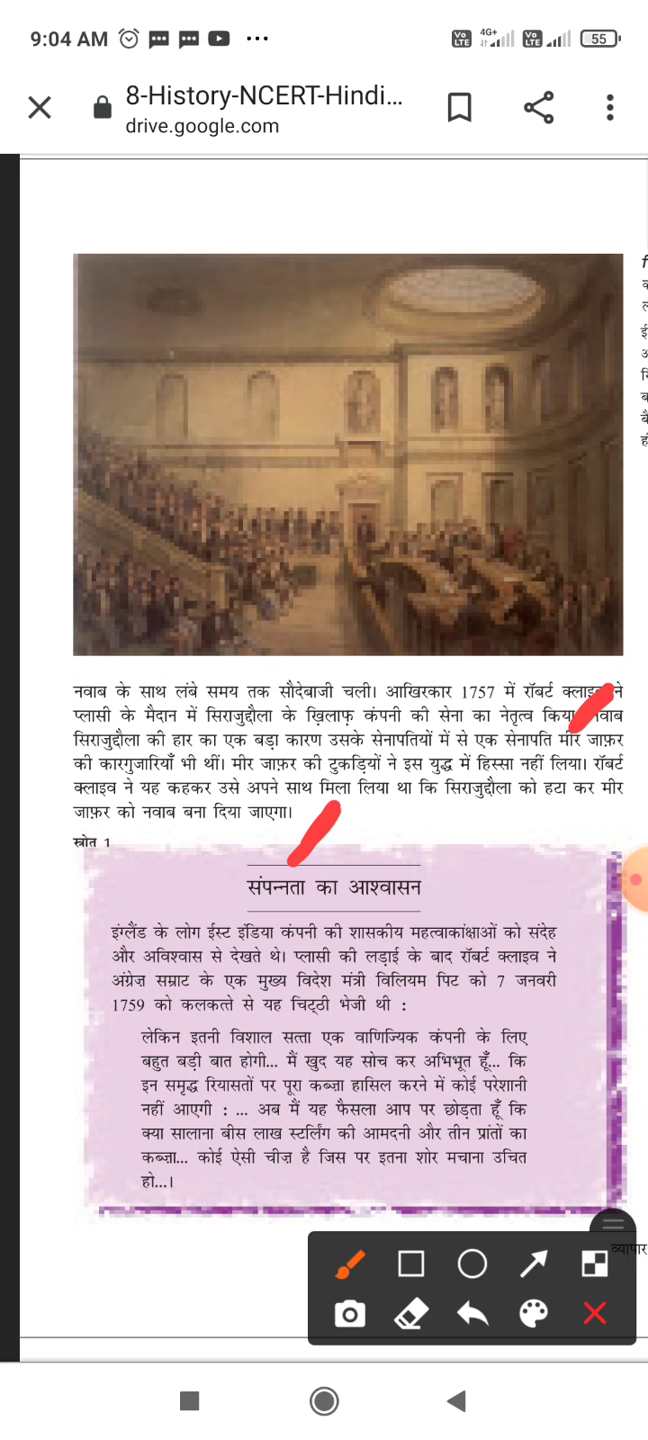 9:04 AM
4G+
Vo LTE
Vo LTE
55
8-History-NCERT-Hindi...
drive.google.com
नवाब के साथ लंबे समय तक सौदेबाजी चली। आखिरकार 1757 में रॉबर्ट क्लाइव ने
प्लासी के मैदान में सिराजुद्दौला के ख़िलाफ़ कंपनी की सेना का नेतृत्व किया
सिराजुद्दौला की हार का एक बड़ा कारण उसके सेनापतियों में से एक सेनापति मीर जाफ़र
की कारगुजारियाँ भी थीं। मीर जाफ़र की टुकड़ियों ने इस युद्ध में हिस्सा नहीं लिया। रॉबर्ट
क्लाइव ने यह कहकर उसे अपने साथ मिला लिया था कि सिराजुद्दौला को हटा कर मीर
जाफ़र को नवाब बना दिया जाएगा।
स्रोत 1
संपन्नता का आश्वासन
इंग्लैंड के लोग ईस्ट इंडिया कंपनी की शासकीय महत्वाकांक्षाओं को संदेह
और अविश्वास से देखते थे। प्लासी की लड़ाई के बाद रॉबर्ट क्लाइव ने
अंग्रेज़ सम्राट के एक मुख्य विदेश मंत्री विलियम पिट को 7 जनवरी
1759 को कलकत्ते से यह चिट्ठी भेजी थी :
लेकिन इतनी विशाल सत्ता एक वाणिज्यिक कंपनी के लिए
बहुत बड़ी बात होगी... मैं खुद यह सोच कर अभिभूत हूँ... कि
इन समृद्ध रियासतों पर पूरा कब्ज़ा हासिल करने में कोई परेशानी
नहीं आएगी : ... अब मैं यह फैसला आप पर छोड़ता हूँ कि
क्या सालाना बीस लाख स्टर्लिंग की आमदनी और तीन प्रांतों का
कब्ज़ा... कोई ऐसी चीज़ है जिस पर इतना शोर मचाना उचित
हो...।
व्यापार